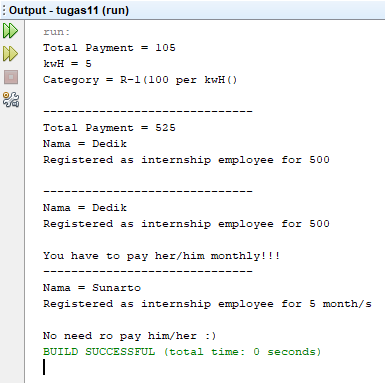 Output - tugas11 (run)
run:
Total Payment = 105
kwH = 5
Category = R-1(100 per kwH()
------------------------------
Total Payment = 525
Nama = Dedik
Registered as internship employee for 500
------------------------------
Nama = Dedik
Registered as internship employee for 500
You have to pay her/him monthly!!!
------------------------------
Nama = Sunarto
Registered as internship employee for 5 month/s
No need ro pay him/her :)
BUILD SUCCESSFUL (total time: 0 seconds)